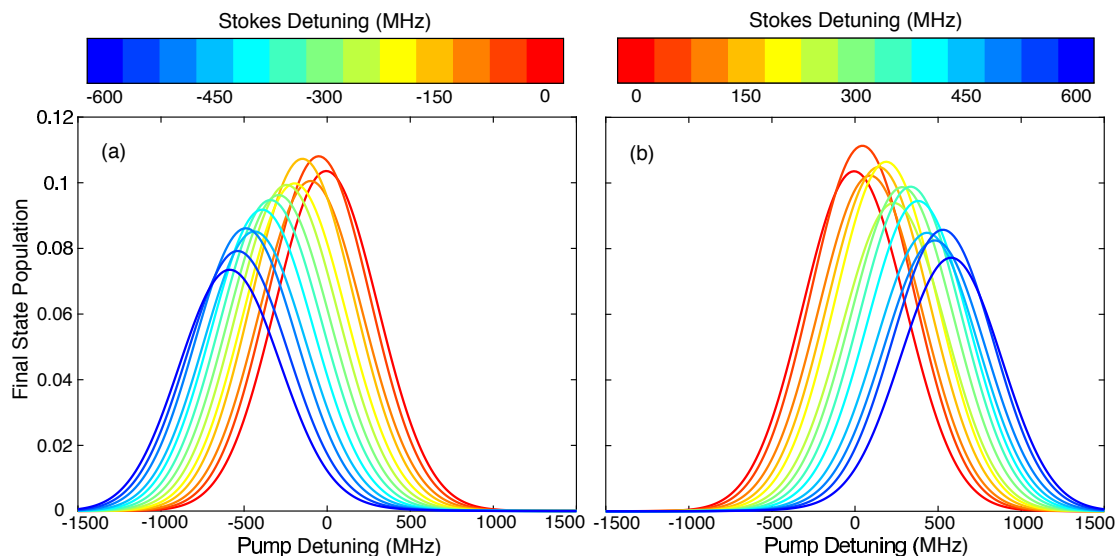 Stokes Detuning (MHz)
-600 -450 -300 -150 0
Stokes Detuning (MHz)
0 150 300 450 600
Final State Population
0.12
0.1
0.08
0.06
0.04
0.02
0
(a)
-1500 -1000 -500 0 500 1000 1500
Pump Detuning (MHz)
(b)
-1500 -1000 -500 0 500 1000 1500
Pump Detuning (MHz)